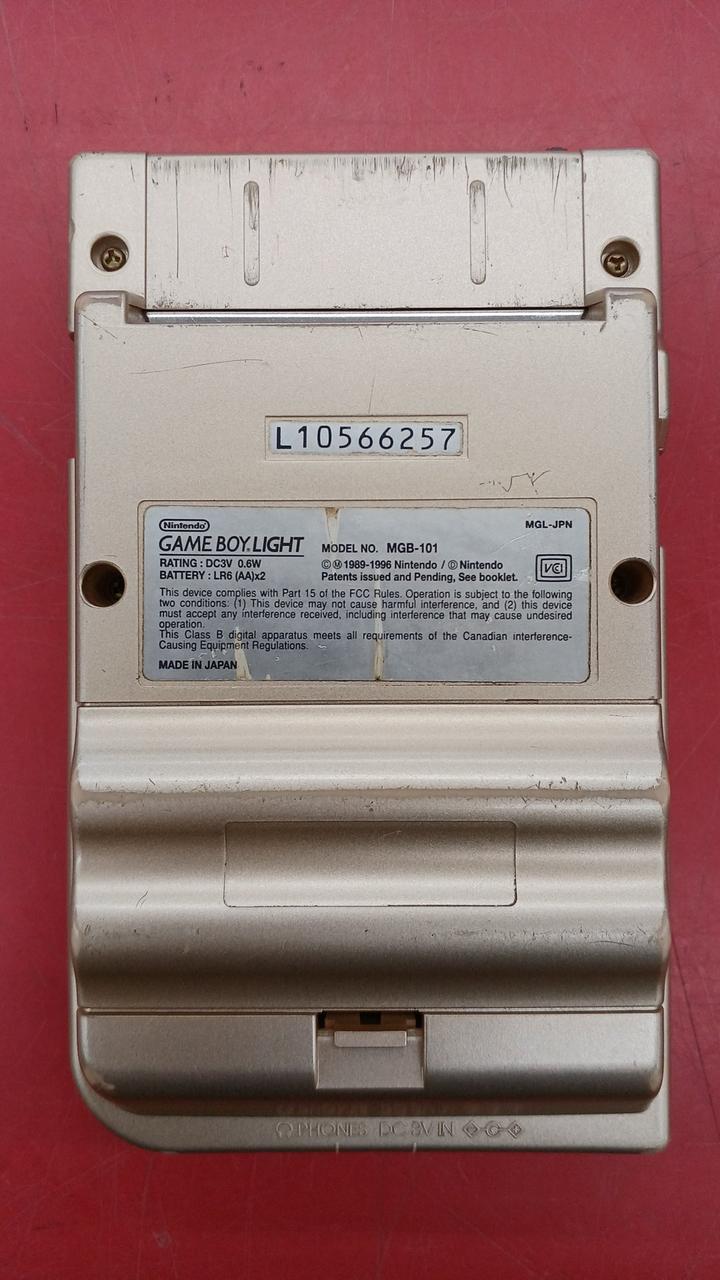 L10566257
Nintendo
MGL-JPN
GAME BOY LIGHT
MODEL NO. MGB-101
RATING : DC3V 0.6W
©Ⓜ 1989-1996 Nintendo / Ⓟ Nintendo
BATTERY : LR6 (AA)x2
Patents issued and Pending, See booklet.
VCI
This device complies with Part 15 of the FCC Rules. Operation is subject to the following
two conditions: (1) This device may not cause harmful interference, and (2) this device
must accept any interference received, including interference that may cause undesired
operation.
This Class B digital apparatus meets all requirements of the Canadian Interference-
Causing Equipment Regulations.
MADE IN JAPAN
PHONES DC 3V IN